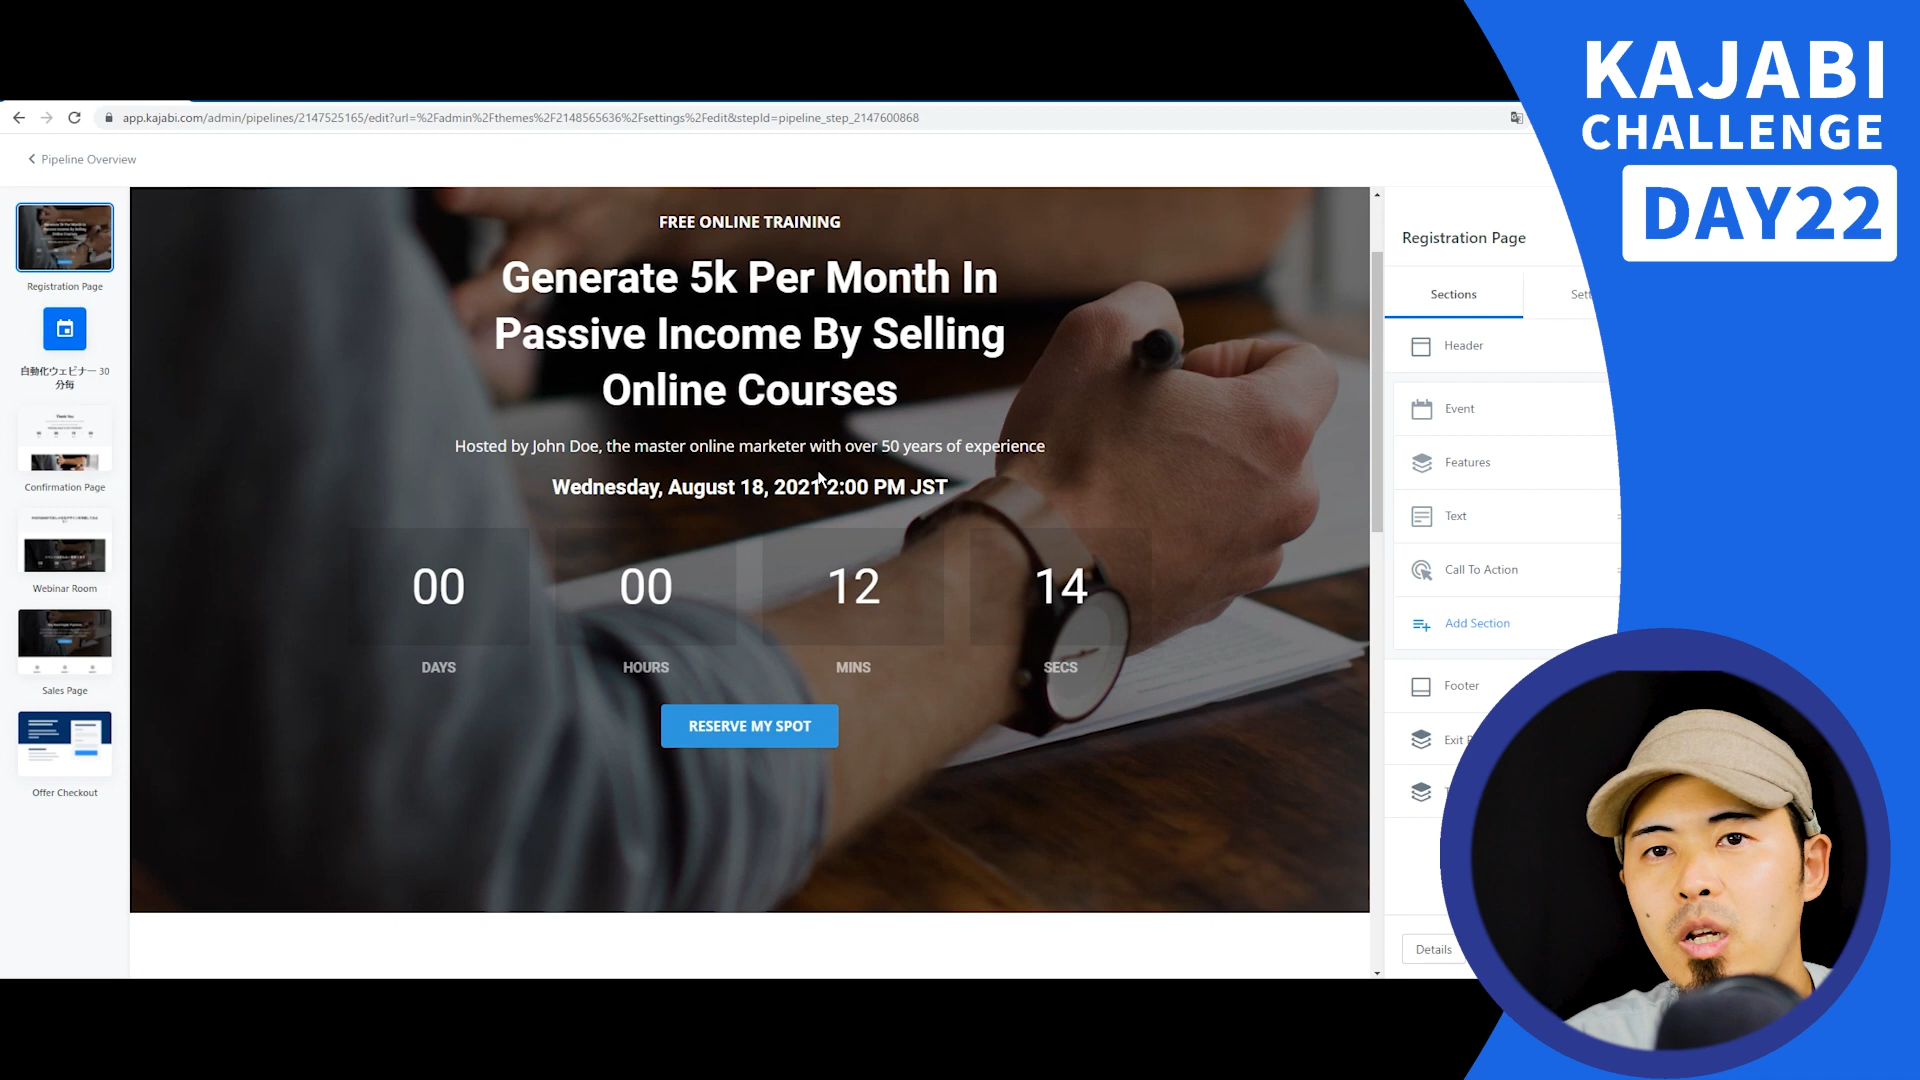 KAJABI
CHALLENGE
DAY22
app.kajabi.com/admin/pipelines/2147525165/edit?url=%2Fadmin%2Fthemes%2F2148565636%2Fsettings%2Fedit&stepId=pipeline_step_2147600868
Pipeline Overview
Registration Page
自動化ウェビナー 30
分毎
Thank You
Confirmation Page
Webinar Room
Sales Page
Offer Checkout
FREE ONLINE TRAINING
Generate 5k Per Month In
Passive Income By Selling
Online Courses
Hosted by John Doe, the master online marketer with over 50 years of experience
Wednesday, August 18, 2021 2:00 PM JST
00 00 12 14
DAYS HOURS MINS SECS
RESERVE MY SPOT
Registration Page
Sections Sett
Header
Event
Features
Text
Call To Action
Add Section
Footer
Exit
Details